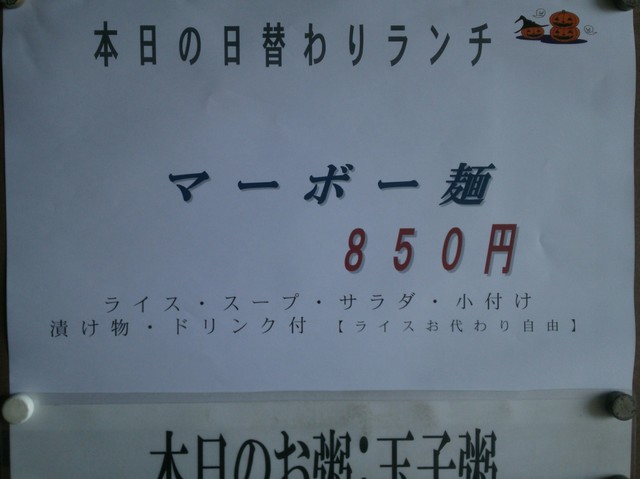 本日の日替わりランチ
マーボー麺
850円
ライス・スープ・サラダ・小付け
漬け物・ドリンク付【ライスお代わり自由】
本日のお粥：玉子粥